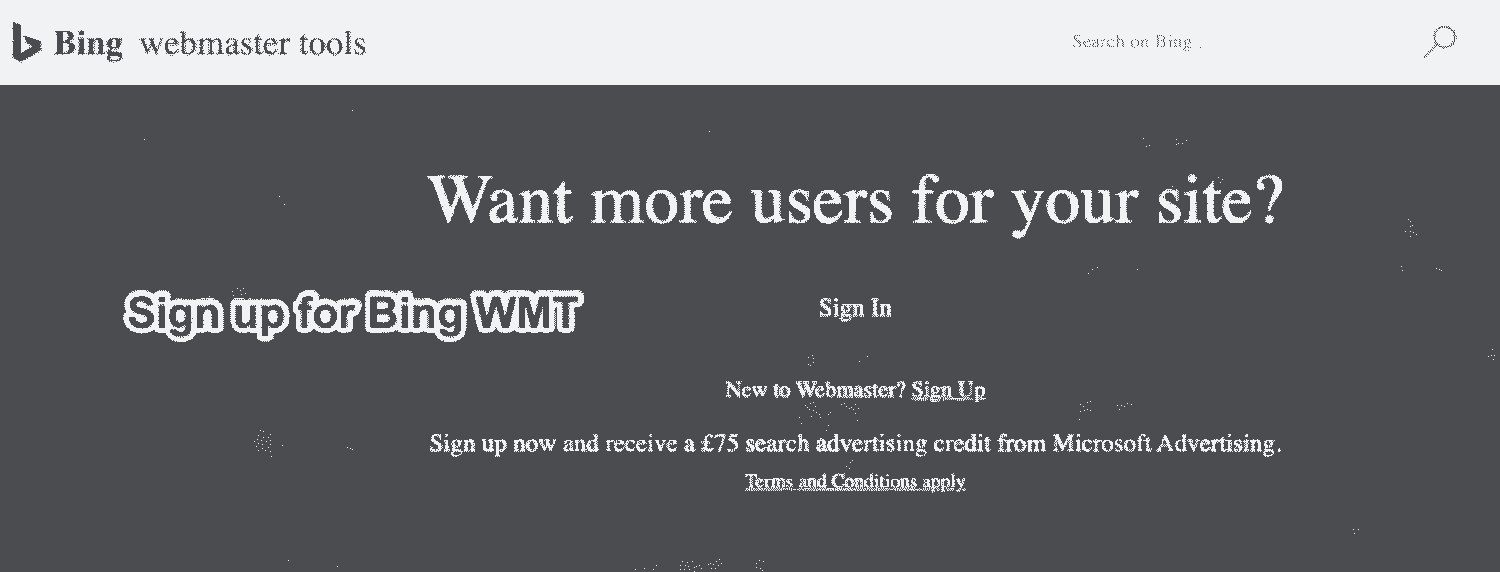 Bing webmaster tools
Search on Bing .
Want more users for your site?
Sign up for Bing WMT
Sign In
New to Webmaster? Sign Up
Sign up now and receive a £75 search advertising credit from Microsoft Advertising.
Terms and Conditions apply